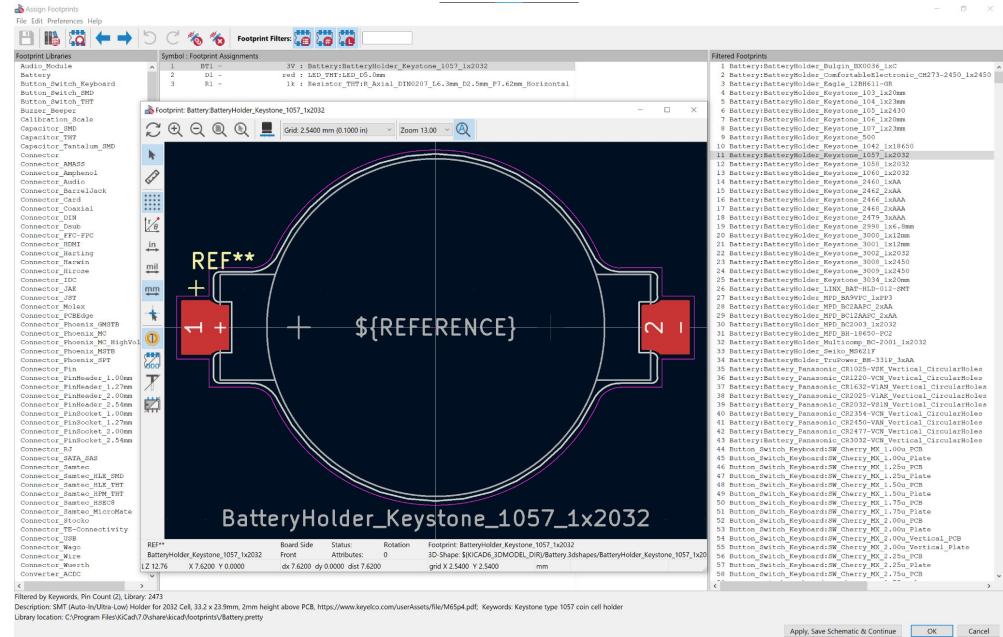 Assign Footprints
File Edit Preferences Help
Footprint Filters:
Footprint Libraries
Audio_Module
Battery
Button_Switch_Keyboard
Button_Switch_SMD
Button_Switch_THT
Buzzer_Beeper
Calibration_Scale
Capacitor_SMD
Capacitor_THT
Capacitor_Tantalum_SMD
Connector
Connector_AMASS
Connector_Amphenol
Connector_Audio
Connector_BarrelJack
Connector_Card
Connector_Coaxial
Connector_DIN
Connector_Dsub
Connector_FFC-FPC
Connector_HDMI
Connector_Harting
Connector_Harwin
Connector_Hirose
Connector_IDC
Connector_JAE
Connector_JST
Connector_Molex
Connector_PCBEdge
Connector_Phoenix_GMSTB
Connector_Phoenix_MC
Connector_Phoenix_MC_HighVol
Connector_Phoenix_MSTB
Connector_Phoenix_SPT
Connector_Pin
Connector_PinHeader_1.00mm
Connector_PinHeader_1.27mm
Connector_PinHeader_2.00mm
Connector_PinHeader_2.54mm
Connector_PinSocket_1.00mm
Connector_PinSocket_1.27mm
Connector_PinSocket_2.00mm
Connector_PinSocket_2.54mm
Connector_RJ
Connector_SATA_SAS
Connector_Samtec
Connector_Samtec_HLE_SMD
Connector_Samtec_HLE_THT
Connector_Samtec_HPM_THT
Connector_Samtec_HSEC8
Connector_Samtec_MicroMate
Connector_Stocko
Connector_TE-Connectivity
Connector_USB
Connector_Wago
Connector_Wire
Connector_Wuerth
Converter_ACDC
Symbol : Footprint Assignments
1 BT1 - 3V : Battery:BatteryHolder_Keystone_1057_1x2032
2 D1 - red : LED_THT:LED_D5.0mm
3 R1 - 1k : Resistor_THT:R_Axial_DIN0207_L6.3mm_D2.5mm_P7.62mm_Horizontal
Footprint: Battery:BatteryHolder_Keystone_1057_1x2032
Grid: 2.5400 mm (0.1000 in)
Zoom 13.00
in
mil
mm
REF**
+
1 +
+
${REFERENCE}
2 -
BatteryHolder_Keystone_1057_1x2032
REF**
BatteryHolder_Keystone_1057_1x2032
Board Side
Front
Status:
Attributes:
Rotation
0
Footprint: Battery:BatteryHolder_Keystone_1057_1x2032
3D-Shape: ${KICAD6_3DMODEL_DIR}/Battery.3dshapes/BatteryHolder_Keystone_1057_1x20
Z 12.76 X 7.6200 Y 0.0000 dx 7.6200 dy 0.0000 dist 7.6200 grid X 2.5400 Y 2.5400 mm
Filtered Footprints
1 Battery:BatteryHolder_Bulgin_BX0036_1xC
2 Battery:BatteryHolder_ComfortableElectronic_CH273-2450_1x2450
3 Battery:BatteryHolder_Eagle_12BH611-GR
4 Battery:BatteryHolder_Keystone_103_1x20mm
5 Battery:BatteryHolder_Keystone_104_1x23mm
6 Battery:BatteryHolder_Keystone_105_1x2430
7 Battery:BatteryHolder_Keystone_106_1x20mm
8 Battery:BatteryHolder_Keystone_107_1x23mm
9 Battery:BatteryHolder_Keystone_500
10 Battery:BatteryHolder_Keystone_1042_1x18650
11 Battery:BatteryHolder_Keystone_1057_1x2032
12 Battery:BatteryHolder_Keystone_1058_1x2032
13 Battery:BatteryHolder_Keystone_1060_1x2032
14 Battery:BatteryHolder_Keystone_2460_1xAA
15 Battery:BatteryHolder_Keystone_2462_2xAA
16 Battery:BatteryHolder_Keystone_2466_1xAAA
17 Battery:BatteryHolder_Keystone_2468_2xAAA
18 Battery:BatteryHolder_Keystone_2479_3xAAA
19 Battery:BatteryHolder_Keystone_2998_1x6.8mm
20 Battery:BatteryHolder_Keystone_3000_1x12mm
21 Battery:BatteryHolder_Keystone_3001_1x12mm
22 Battery:BatteryHolder_Keystone_3002_1x2032
23 Battery:BatteryHolder_Keystone_3008_1x2450
24 Battery:BatteryHolder_Keystone_3009_1x2450
25 Battery:BatteryHolder_Keystone_3034_1x20mm
26 Battery:BatteryHolder_LINX_BAT-HLD-012-SMT
27 Battery:BatteryHolder_MPD_BA9VPC_1xPP3
28 Battery:BatteryHolder_MPD_BC2AAPC_2xAA
29 Battery:BatteryHolder_MPD_BC12AAPC_2xAA
30 Battery:BatteryHolder_MPD_BC2003_1x2032
31 Battery:BatteryHolder_MPD_BH-18650-PC2
32 Battery:BatteryHolder_Multicomp_BC-2001_1x2032
33 Battery:BatteryHolder_Seiko_MS621F
34 Battery:BatteryHolder_TruPower_BH-331P_3xAA
35 Battery:Battery_Panasonic_CR1025-VSK_Vertical_CircularHoles
36 Battery:Battery_Panasonic_CR1220-VCN_Vertical_CircularHoles
37 Battery:Battery_Panasonic_CR1632-V1AN_Vertical_CircularHoles
38 Battery:Battery_Panasonic_CR2025-V1AK_Vertical_CircularHoles
39 Battery:Battery_Panasonic_CR2032-VS1N_Vertical_CircularHoles
40 Battery:Battery_Panasonic_CR2354-VCN_Vertical_CircularHoles
41 Battery:Battery_Panasonic_CR2450-VAN_Vertical_CircularHoles
42 Battery:Battery_Panasonic_CR2477-VCN_Vertical_CircularHoles
43 Battery:Battery_Panasonic_CR3032-VCN_Vertical_CircularHoles
44 Button_Switch_Keyboard:SW_Cherry_MX_1.00u_PCB
45 Button_Switch_Keyboard:SW_Cherry_MX_1.00u_Plate
46 Button_Switch_Keyboard:SW_Cherry_MX_1.25u_PCB
47 Button_Switch_Keyboard:SW_Cherry_MX_1.25u_Plate
48 Button_Switch_Keyboard:SW_Cherry_MX_1.50u_PCB
49 Button_Switch_Keyboard:SW_Cherry_MX_1.50u_Plate
50 Button_Switch_Keyboard:SW_Cherry_MX_1.75u_PCB
51 Button_Switch_Keyboard:SW_Cherry_MX_1.75u_Plate
52 Button_Switch_Keyboard:SW_Cherry_MX_2.00u_PCB
53 Button_Switch_Keyboard:SW_Cherry_MX_2.00u_Plate
54 Button_Switch_Keyboard:SW_Cherry_MX_2.00u_Vertical_PCB
55 Button_Switch_Keyboard:SW_Cherry_MX_2.00u_Vertical_Plate
56 Button_Switch_Keyboard:SW_Cherry_MX_2.25u_PCB
57 Button_Switch_Keyboard:SW_Cherry_MX_2.25u_Plate
58 Button_Switch_Keyboard:SW_Cherry_MX_2.75u_PCB
Filtered by Keywords, Pin Count (2), Library: 2473
Description: SMT (Auto-In/Ultra-Low) Holder for 2032 Cell, 33.2 x 23.9mm, 2mm height above PCB, https://www.keyelco.com/userAssets/file/M65p4.pdf; Keywords: Keystone type 1057 coin cell holder
Library location: C:\Program Files\KiCad\7.0\share\kicad\footprints\/Battery.pretty
Apply, Save Schematic & Continue
OK
Cancel